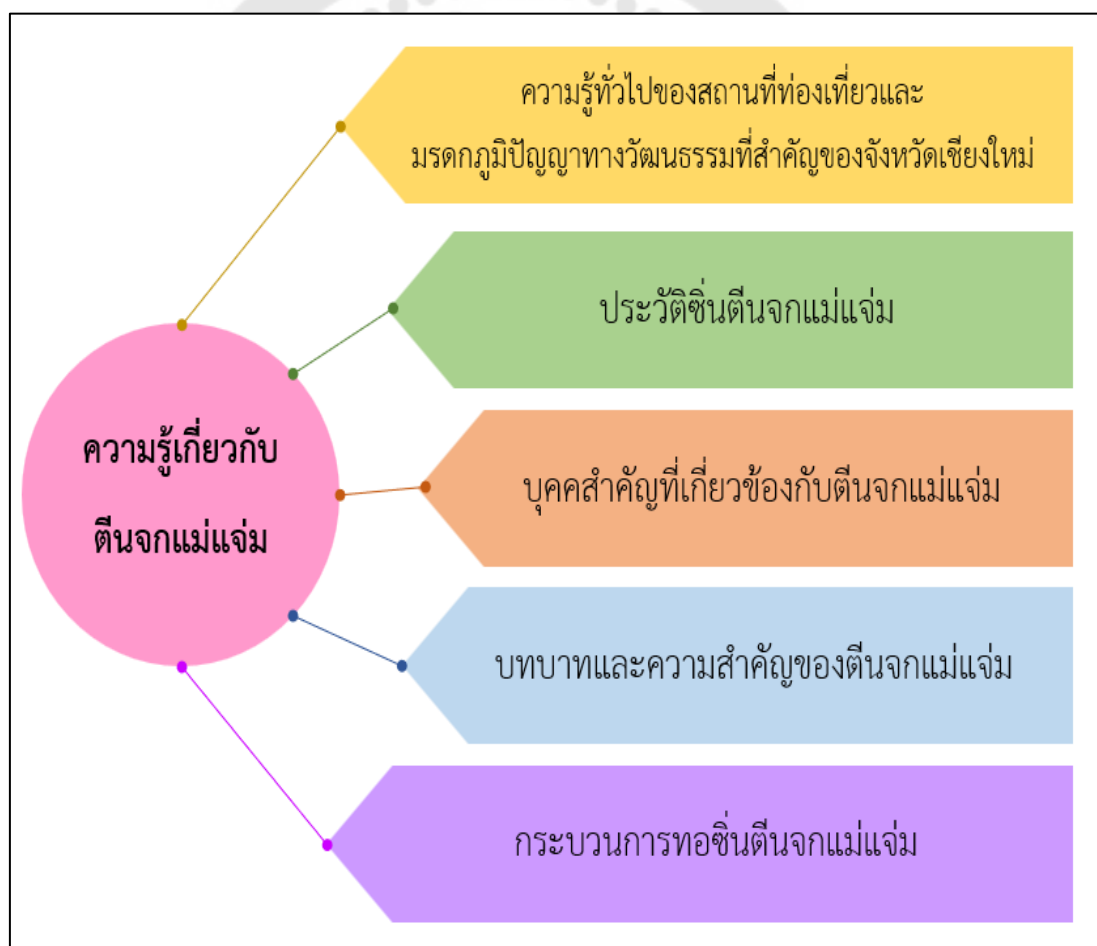 ความรู้ทั่วไปของสถานที่ท่องเที่ยวและ
มรดกภูมิปัญญาทางวัฒนธรรมที่สำคัญของจังหวัดเชียงใหม่
ประวัติซิ่นตีนจกแม่แจ่ม
ความรู้เกี่ยวกับ
ตีนจกแม่แจ่ม
บุคคสำคัญที่เกี่ยวข้องกับตีนจกแม่แจ่ม
บทบาทและความสำคัญของตีนจกแม่แจ่ม
กระบวนการทอซิ่นตีนจกแม่แจ่ม